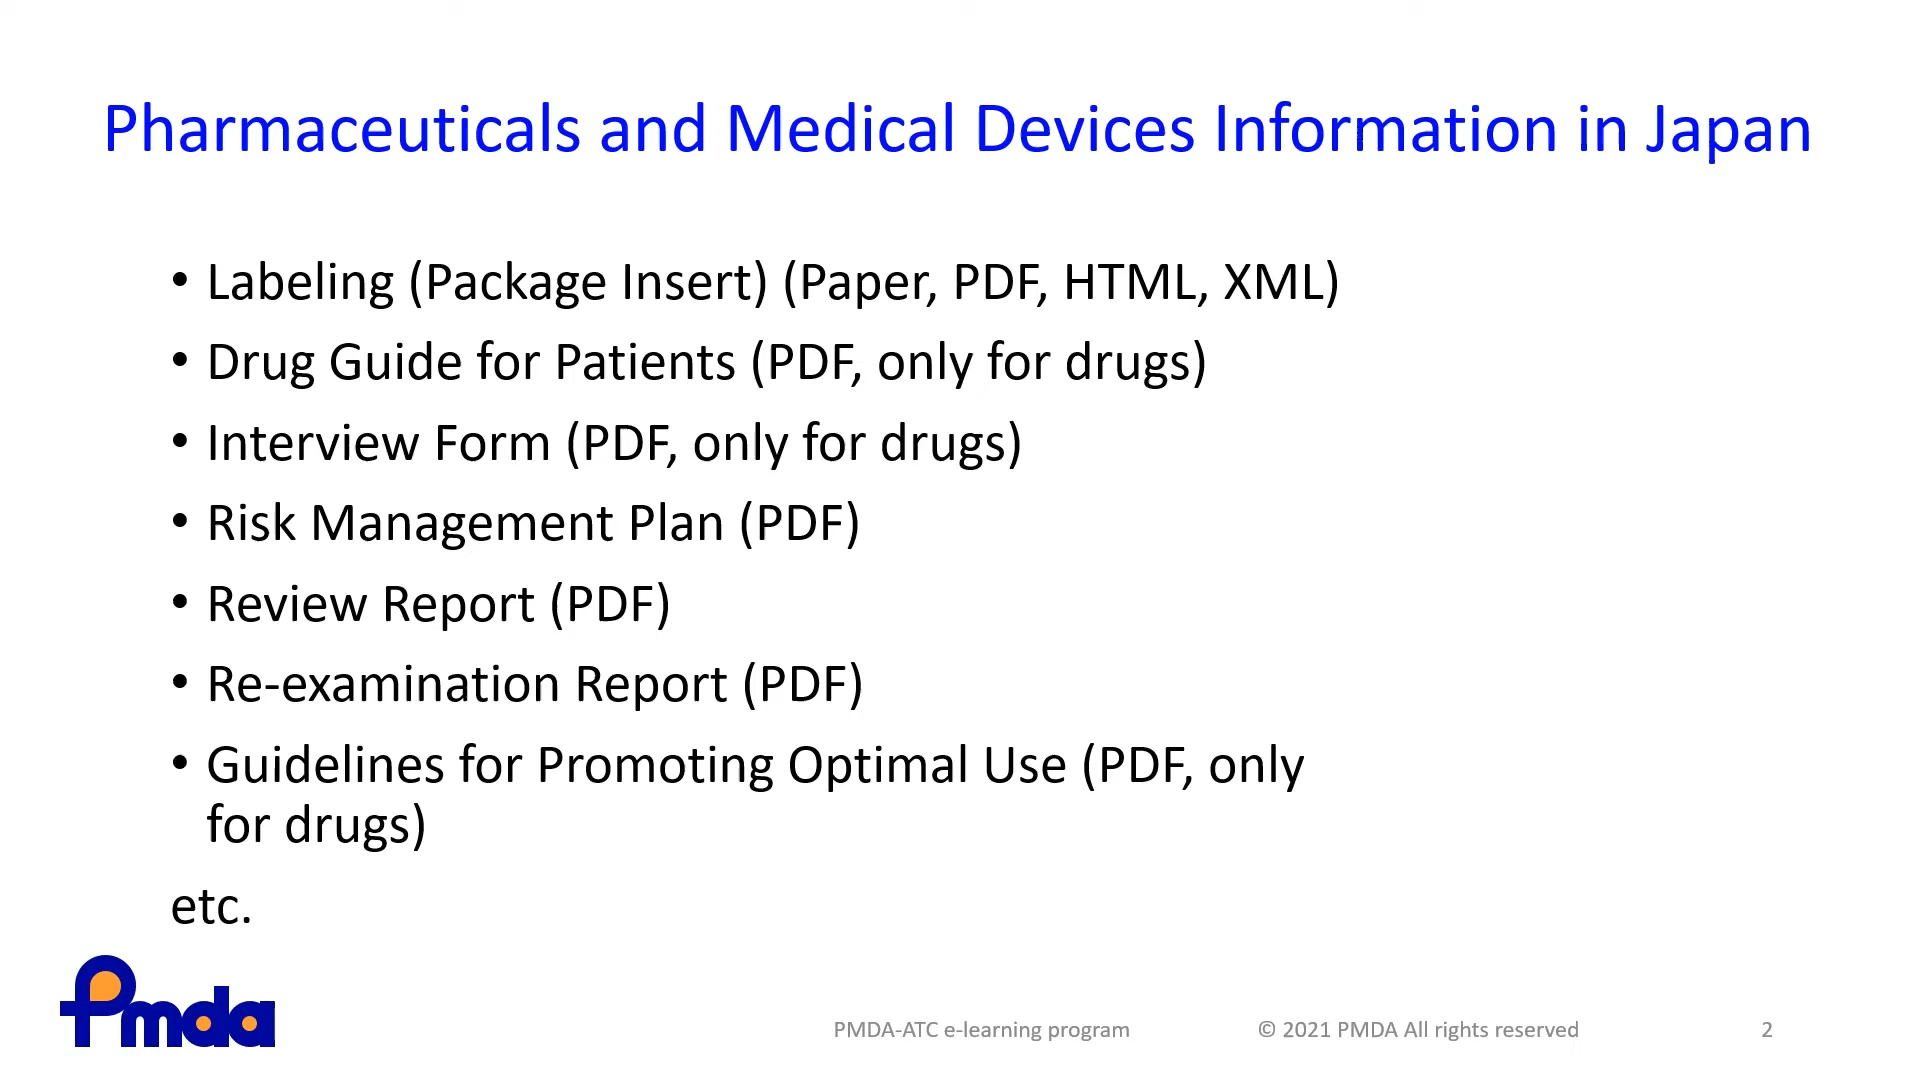 Pharmaceuticals and Medical Devices Information in Japan
• Labeling (Package Insert) (Paper, PDF, HTML, XML)
• Drug Guide for Patients (PDF, only for drugs)
• Interview Form (PDF, only for drugs)
• Risk Management Plan (PDF)
• Review Report (PDF)
• Re-examination Report (PDF)
• Guidelines for Promoting Optimal Use (PDF, only
for drugs)
etc.
Pmda
PMDA-ATC e-learning program © 2021 PMDA All rights reserved 2